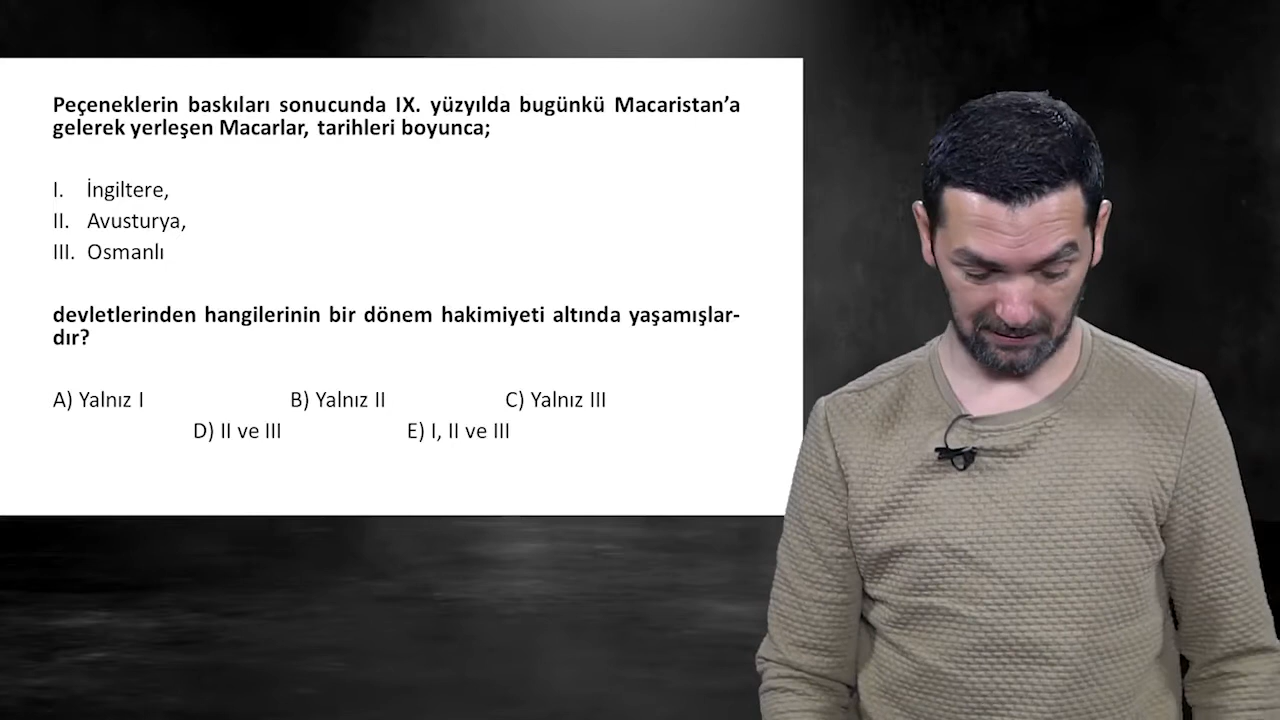 Peçeneklerin baskıları sonucunda IX. yüzyılda bugünkü Macaristan’a
gelerek yerleşen Macarlar, tarihleri boyunca;
I. İngiltere,
II. Avusturya,
III. Osmanlı
devletlerinden hangilerinin bir dönem hakimiyeti altında yaşamışlar-
dır?
A) Yalnız I B) Yalnız II C) Yalnız III
D) II ve III E) I, II ve III